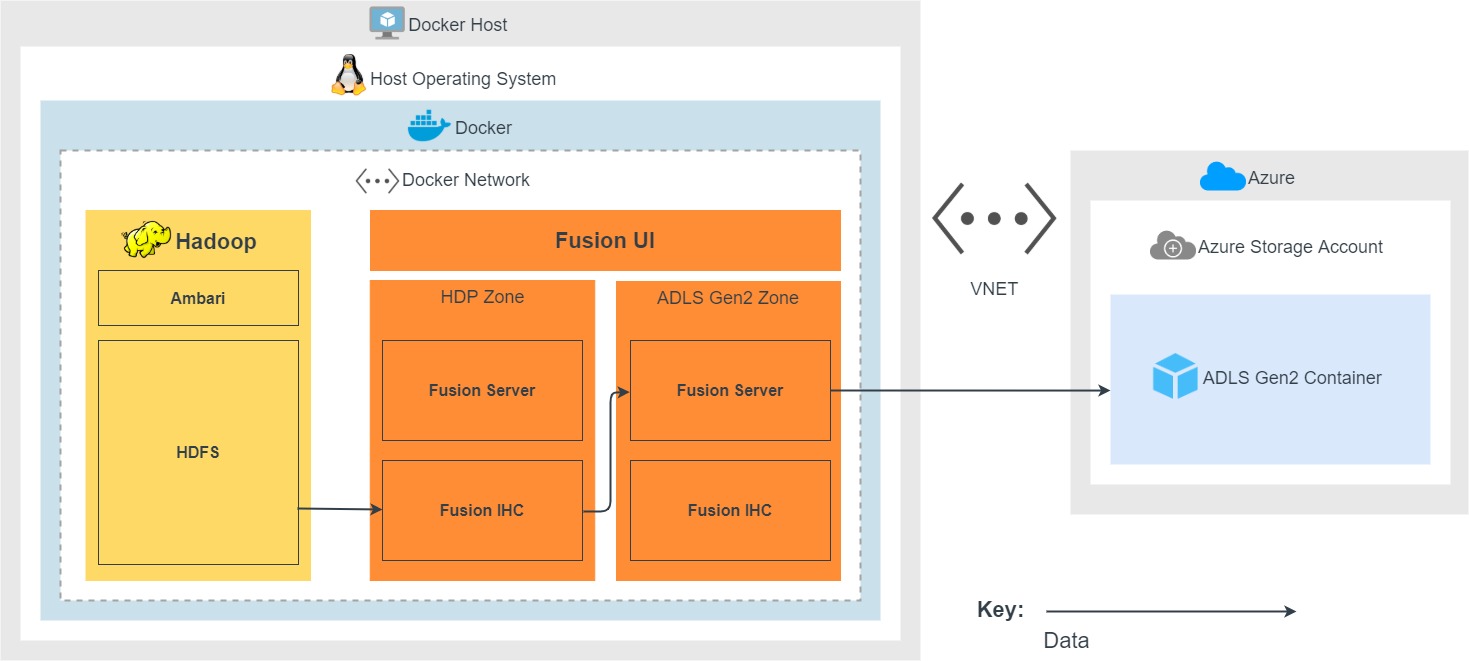 Docker Host
Host Operating System
Docker
Docker Network
Hadoop
Ambari
HDFS
Fusion UI
HDP Zone
Fusion Server
Fusion IHC
ADLS Gen2 Zone
Fusion Server
Fusion IHC
VNET
Azure
Azure Storage Account
ADLS Gen2 Container
Key:
Data